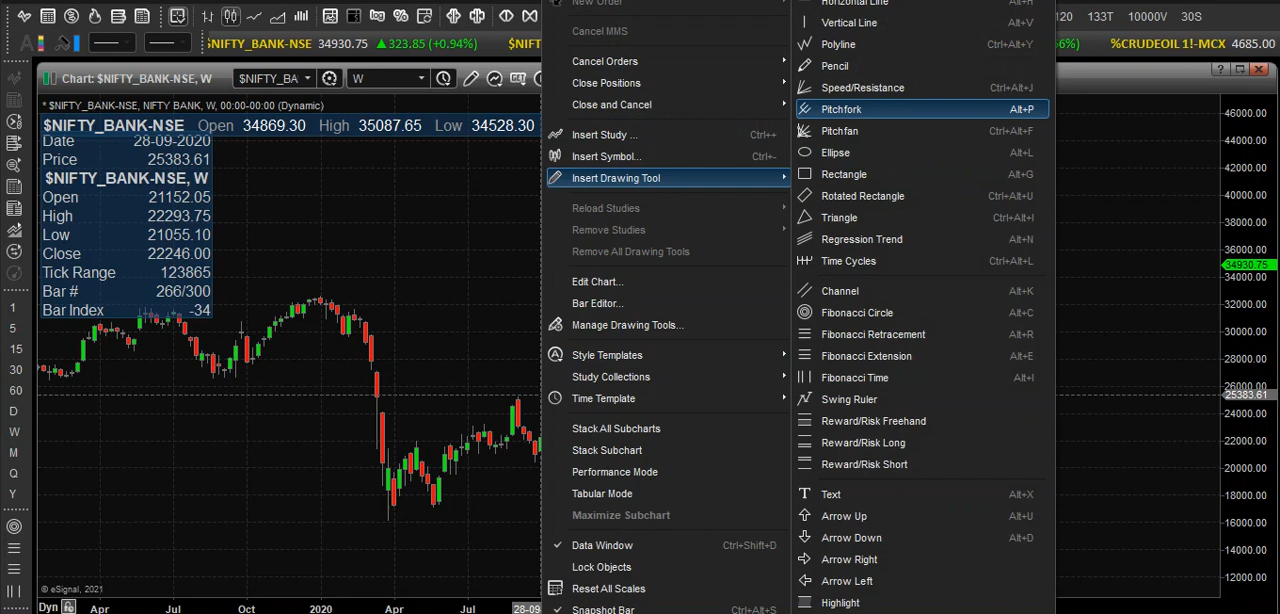 120 133T 10000V 30S
$NIFTY_BANK-NSE 34930.75 ▲323.85 (+0.94%) $NIFTY
%CRUDEOIL 1!-MCX 4685.00
Chart: $NIFTY_BANK-NSE, W $NIFTY_BA W
* $NIFTY_BANK-NSE, NIFTY BANK, W, 00:00-00:00 (Dynamic)
$NIFTY_BANK-NSE Open 34869.30 High 35087.65 Low 34528.30
Date 28-09-2020
Price 25383.61
$NIFTY_BANK-NSE, W
Open 21152.05
High 22293.75
Low 21055.10
Close 22246.00
Tick Range 123865
Bar # 266/300
Bar Index -34
1
5
15
30
60
D
W
M
Q
Y
© eSignal, 2021
Dyn Apr Jul Oct 2020 Apr Jul 28-09
New Order
Cancel MMS
Cancel Orders
Close Positions
Close and Cancel
Insert Study ... Ctrl++
Insert Symbol... Ctrl+-
Insert Drawing Tool
Reload Studies
Remove Studies
Remove All Drawing Tools
Edit Chart...
Bar Editor...
Manage Drawing Tools...
Style Templates
Study Collections
Time Template
Stack All Subcharts
Stack Subchart
Performance Mode
Tabular Mode
Maximize Subchart
Data Window Ctrl+Shift+D
Lock Objects
Reset All Scales
Snapshot Bar Ctrl+Alt+S
Horizontal Line Alt+H
Vertical Line Alt+V
Polyline Ctrl+Alt+Y
Pencil
Speed/Resistance Ctrl+Alt+J
Pitchfork Alt+P
Pitchfan Ctrl+Alt+F
Ellipse Alt+L
Rectangle Alt+G
Rotated Rectangle Ctrl+Alt+U
Triangle Ctrl+Alt+I
Regression Trend Alt+N
Time Cycles Ctrl+Alt+L
Channel Alt+K
Fibonacci Circle Alt+C
Fibonacci Retracement Alt+R
Fibonacci Extension Alt+E
Fibonacci Time Alt+I
Swing Ruler
Reward/Risk Freehand
Reward/Risk Long
Reward/Risk Short
Text Alt+X
Arrow Up Alt+U
Arrow Down Alt+D
Arrow Right
Arrow Left
Highlight
46000.00
44000.00
42000.00
40000.00
38000.00
36000.00
34930.75
34000.00
32000.00
30000.00
28000.00
26000.00
25383.61
24000.00
22000.00
20000.00
18000.00
16000.00
14000.00
12000.00